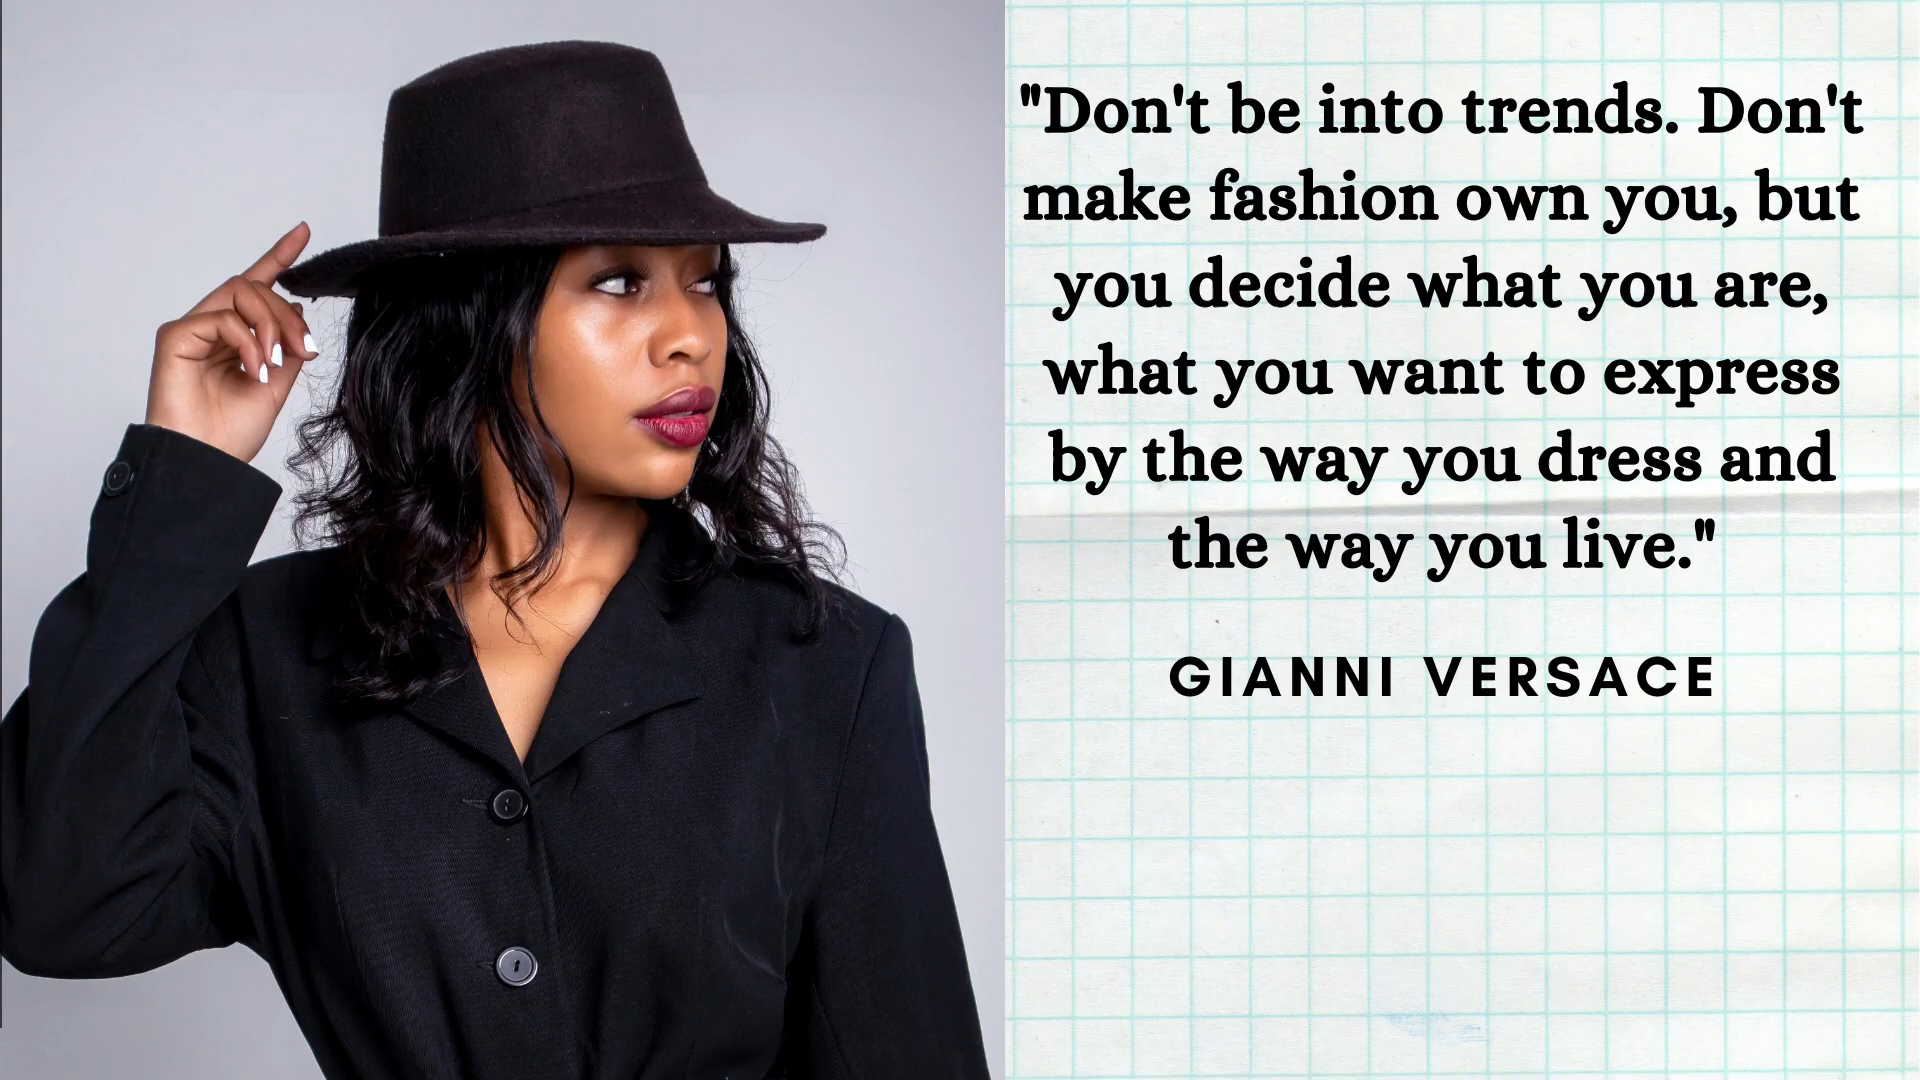 "Don't be into trends. Don't
make fashion own you, but
you decide what you are,
what you want to express
by the way you dress and
the way you live."
GIANNI VERSACE